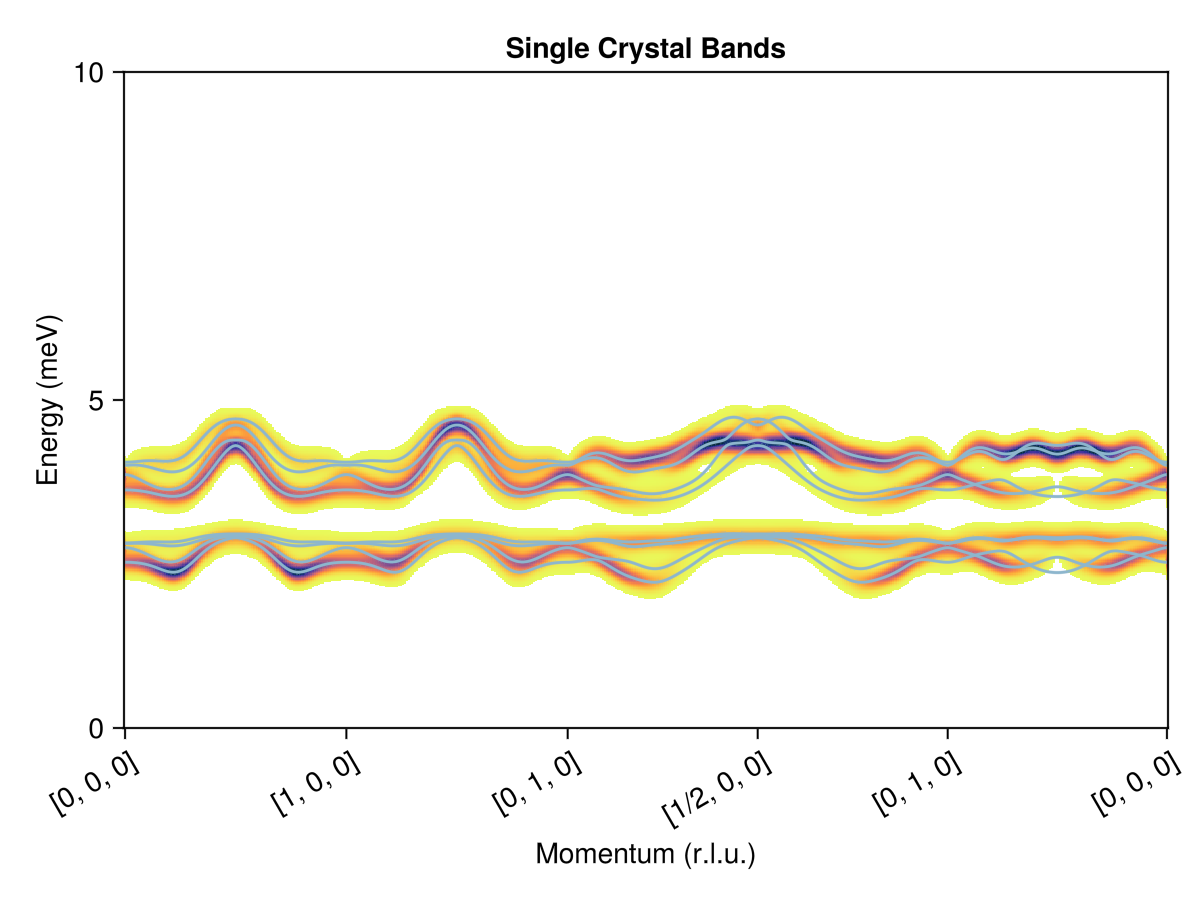 Single Crystal Bands
10
5
0
Energy (meV)
[0, 0, 0]
[1, 0, 0]
[0, 1, 0]
[1/2, 0, 0]
[0, 1, 0]
[0, 0, 0]
Momentum (r.l.u.)